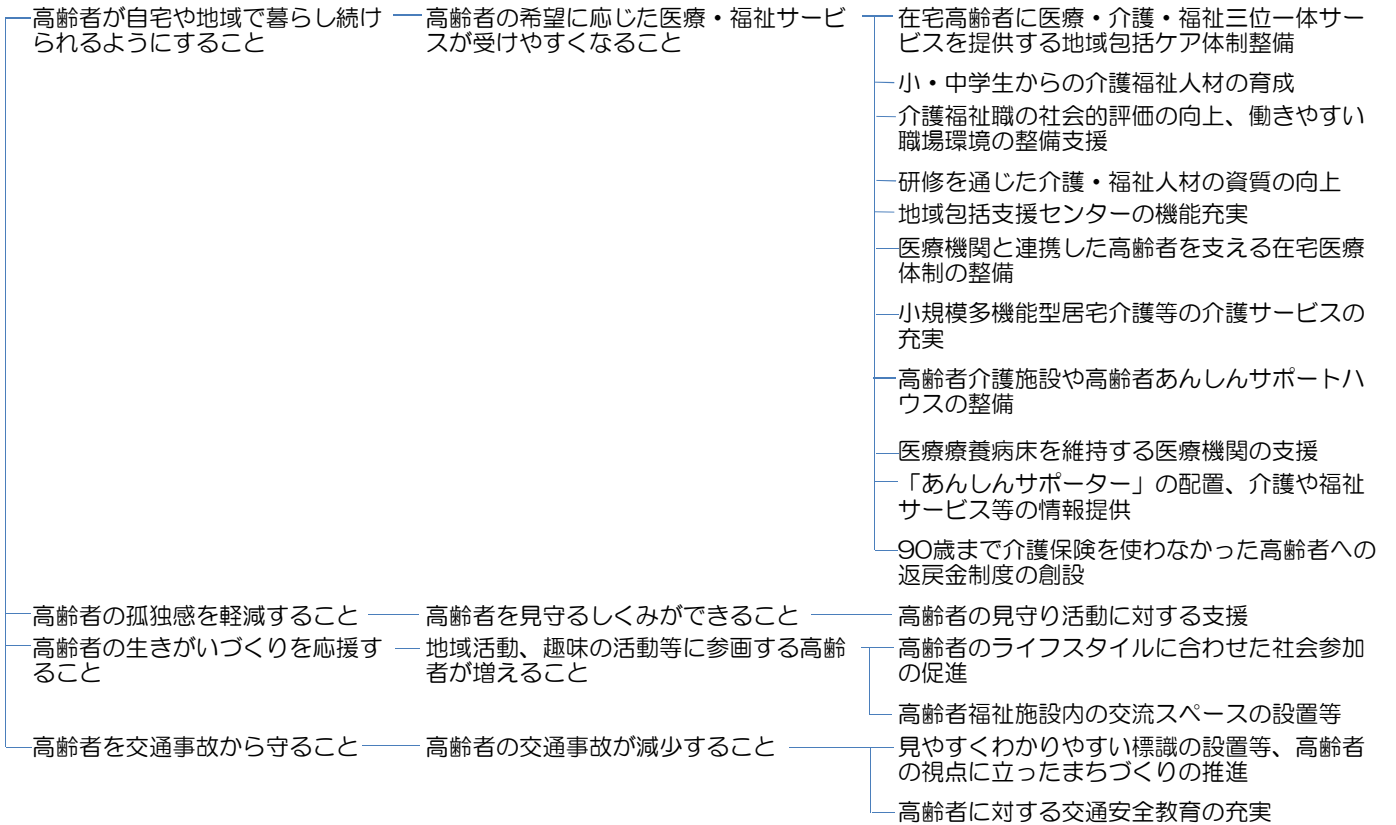 高齢者が自宅や地域で暮らし続け
られるようにすること
高齢者の希望に応じた医療・福祉サービ
スが受けやすくなること
在宅高齢者に医療・介護・福祉三位一体サー
ビスを提供する地域包括ケア体制整備
小・中学生からの介護福祉人材の育成
介護福祉職の社会的評価の向上、働きやすい
職場環境の整備支援
研修を通じた介護・福祉人材の資質の向上
地域包括支援センターの機能充実
医療機関と連携した高齢者を支える在宅医療
体制の整備
小規模多機能型居宅介護等の介護サービスの
充実
高齢者介護施設や高齢者あんしんサポートハ
ウスの整備
医療療養病床を維持する医療機関の支援
「あんしんサポーター」の配置、介護や福祉
サービス等の情報提供
90歳まで介護保険を使わなかった高齢者への
返戻金制度の創設
高齢者の孤独感を軽減すること
高齢者を見守るしくみができること
高齢者の見守り活動に対する支援
高齢者の生きがいづくりを応援す
ること
地域活動、趣味の活動等に参画する高齢
者が増えること
高齢者のライフスタイルに合わせた社会参加
の促進
高齢者福祉施設内の交流スペースの設置等
高齢者を交通事故から守ること
高齢者の交通事故が減少すること
見やすくわかりやすい標識の設置等、高齢者
の視点に立ったまちづくりの推進
高齢者に対する交通安全教育の充実